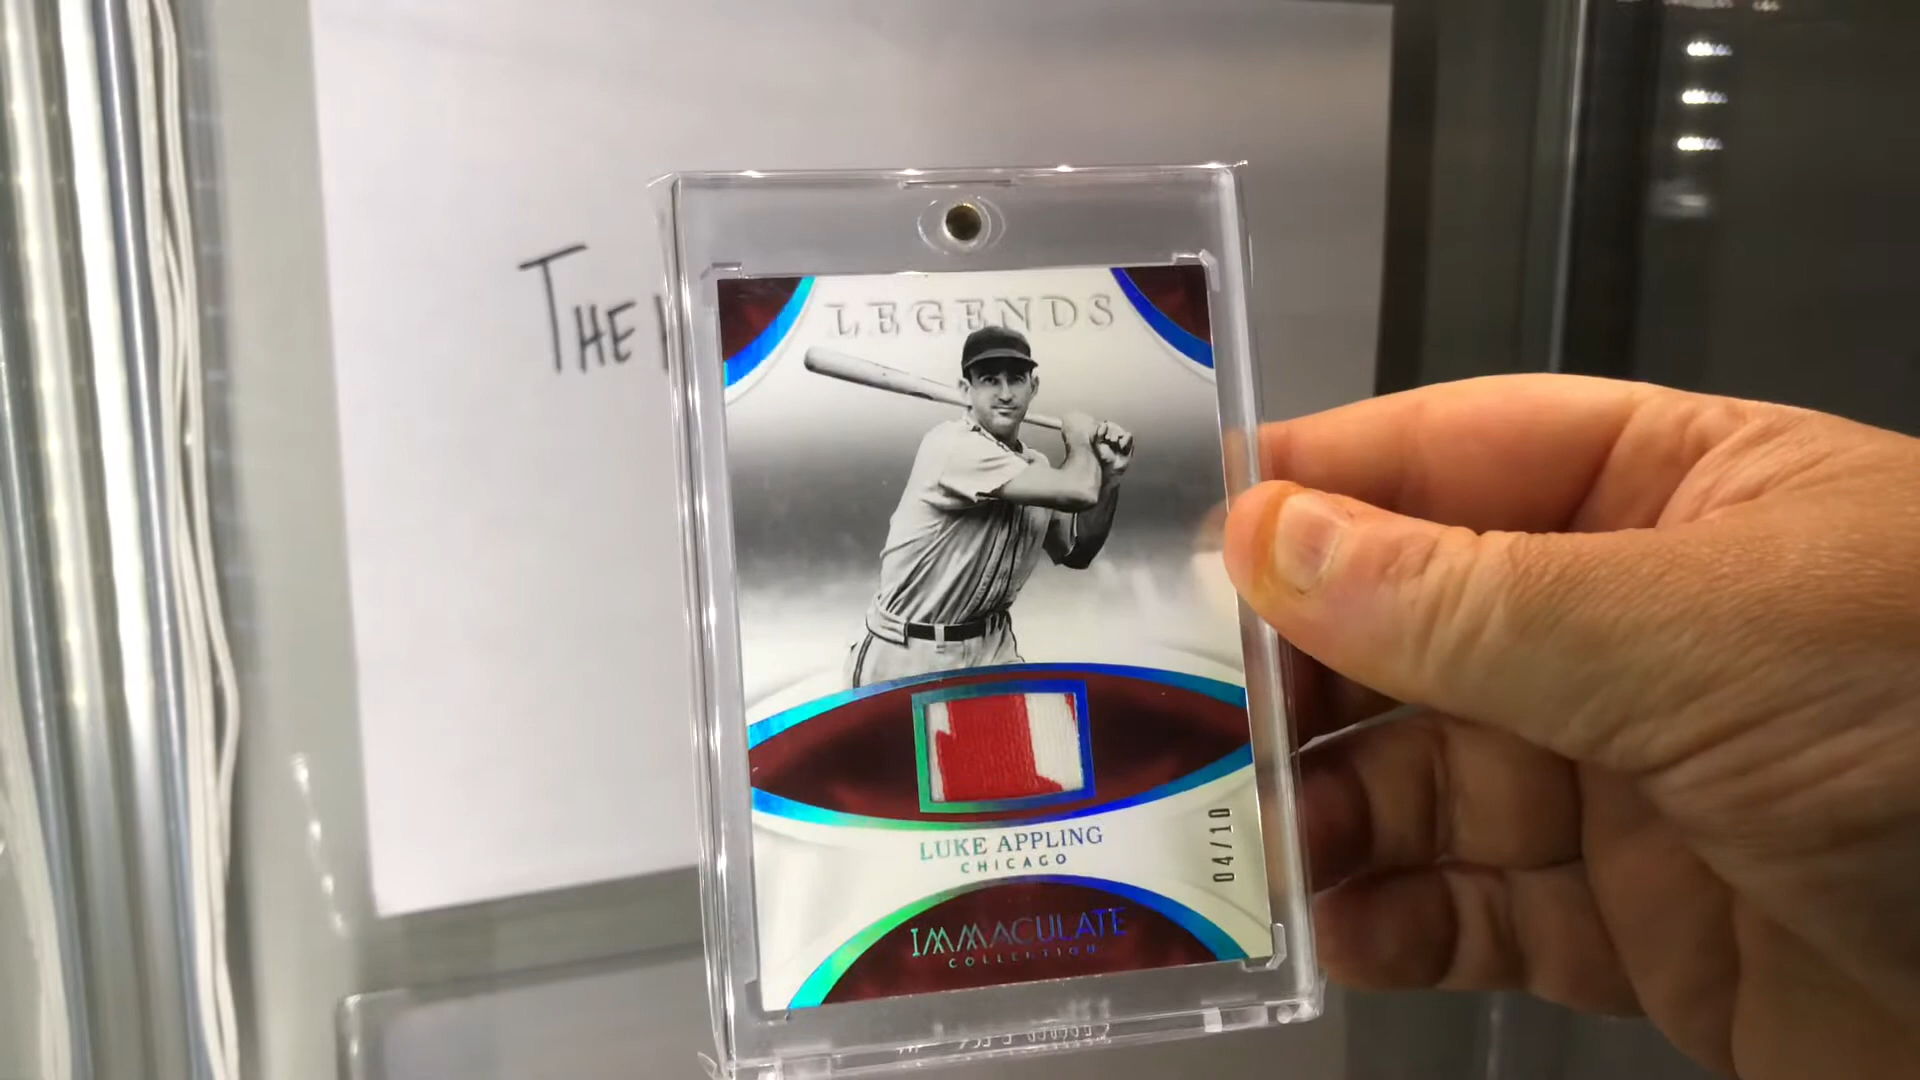 THE
LEGENDS
LUKE APPLING
CHICAGO
04/10
IMMACULATE
COLLECTION